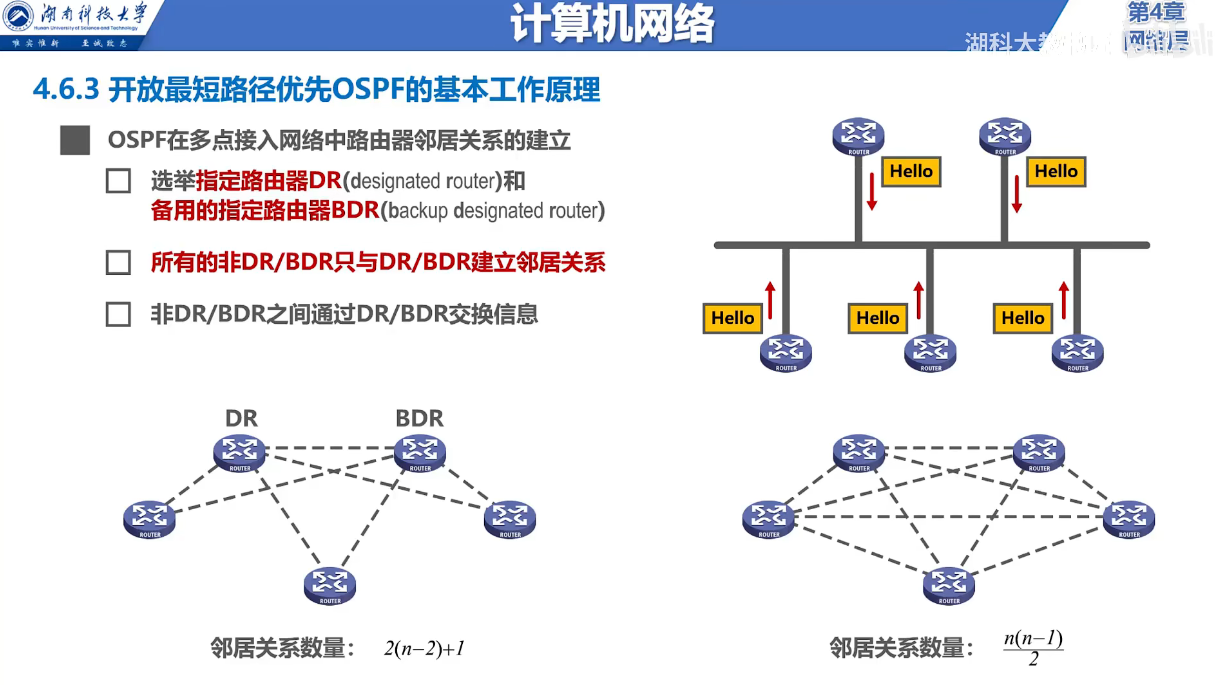 湖南科技大学
Hunan University of Science and Technology
唯实惟新 至诚致志
计算机网络
第4章
网络层
湖科大教书匠
bilibili
4.6.3 开放最短路径优先OSPF的基本工作原理
OSPF在多点接入网络中路由器邻居关系的建立
选举指定路由器DR(designated router)和
备用的指定路由器BDR(backup designated router)
所有的非DR/BDR只与DR/BDR建立邻居关系
非DR/BDR之间通过DR/BDR交换信息
ROUTER
ROUTER
Hello
Hello
Hello
Hello
Hello
ROUTER
ROUTER
ROUTER
DR
BDR
ROUTER
ROUTER
ROUTER
ROUTER
ROUTER
邻居关系数量： 2(n−2)+1
ROUTER
ROUTER
ROUTER
ROUTER
ROUTER
邻居关系数量： n(n−1)
2